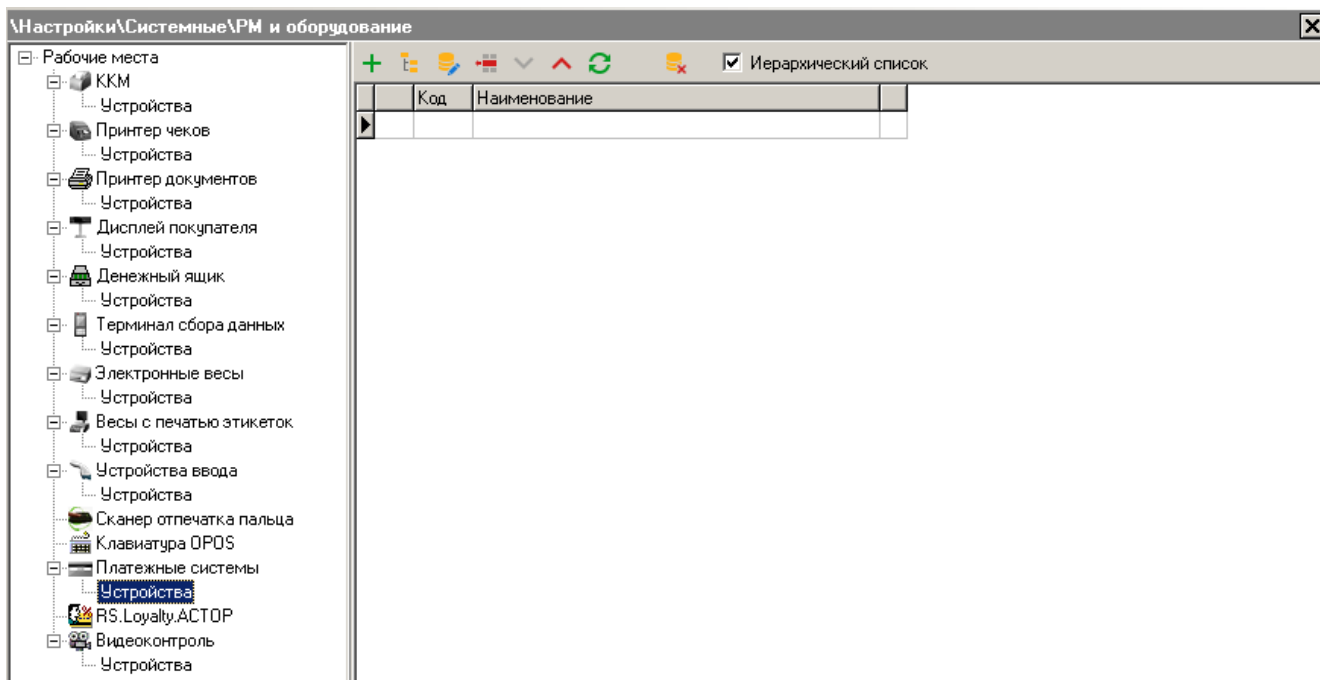 \Настройки\Системные\РМ и оборудование
Рабочие места
ККМ
Устройства
Принтер чеков
Устройства
Принтер документов
Устройства
Дисплей покупателя
Устройства
Денежный ящик
Устройства
Терминал сбора данных
Устройства
Электронные весы
Устройства
Весы с печатью этикеток
Устройства
Устройства ввода
Устройства
Сканер отпечатка пальца
Клавиатура OPOS
Платежные системы
Устройства
RS.Loyalty.АСТОР
Видеоконтроль
Устройства
Иерархический список
Код Наименование